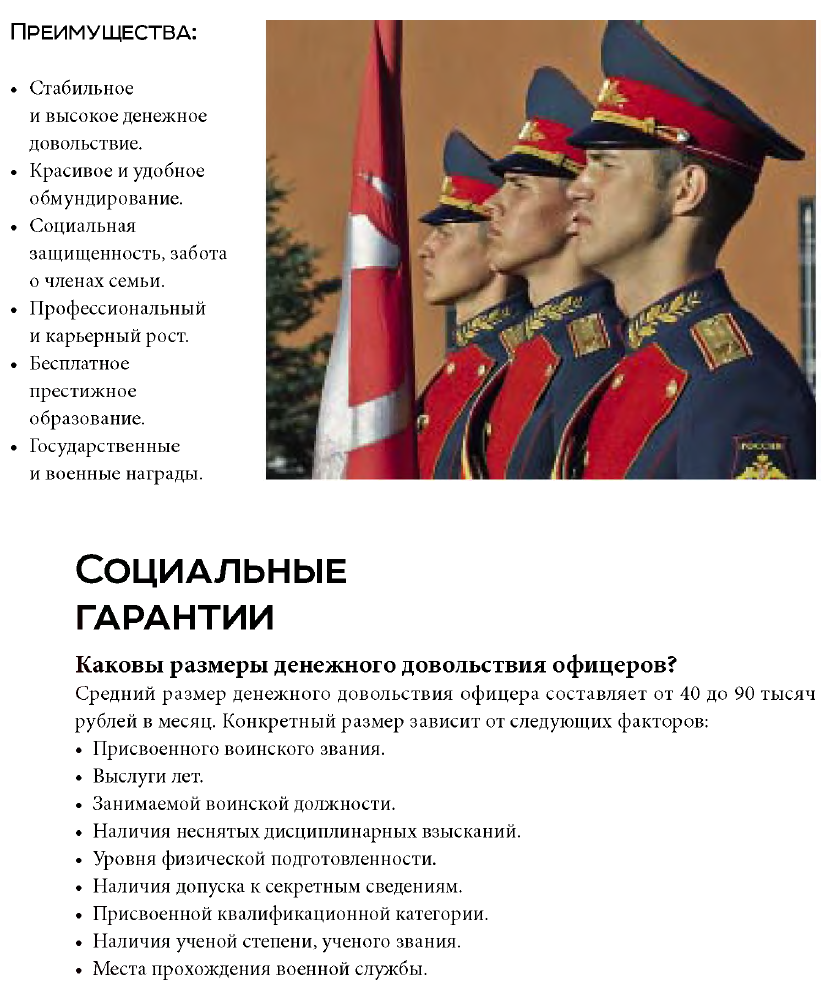 Преимущества:
• Стабильное
и высокое денежное
довольствие.
• Красивое и удобное
обмундирование.
• Социальная
защищенность, забота
о членах семьи.
• Профессиональный
и карьерный рост.
• Бесплатное
престижное
образование.
• Государственные
и военные награды.
РОССИЯ
Социальные
гарантии
Каковы размеры денежного довольствия офицеров?
Средний размер денежного довольствия офицера составляет от 40 до 90 тысяч
рублей в месяц. Конкретный размер зависит от следующих факторов:
• Присвоенного воинского звания.
• Выслуги лет.
• Занимаемой воинской должности.
• Наличия неснятых дисциплинарных взысканий.
• Уровня физической подготовленности.
• Наличия допуска к секретным сведениям.
• Присвоенной квалификационной категории.
• Наличия ученой степени, ученого звания.
• Места прохождения военной службы.